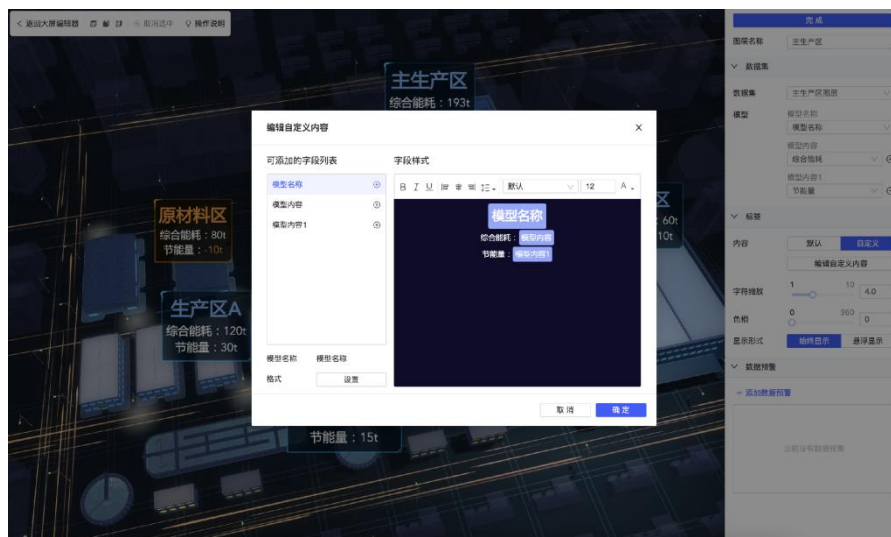 返回大屏编辑器 取消选中 操作说明
完成
图层名称 主生产区
数据集
数据集 主生产区图层
模型 模型名称
模型名称
模型内容
综合能耗
模型内容1
节能量
标签
内容 默认 自定义
编辑自定义内容
字符缩放 1 10 4.0
色相 0 360 0
显示形式 始终显示 悬浮显示
数据预警
添加数据预警
当前没有数据预警
主生产区
综合能耗：193t
原材料区
综合能耗：80t
节能量：-10t
生产区A
综合能耗：120t
节能量：30t
节能量：15t
区
60t
10t
编辑自定义内容 X
可添加的字段列表 字段样式
模型名称
模型内容
模型内容1
B I U 默认 12 A
模型名称
综合能耗：模型内容
节能量：模型内容1
模型名称 模型名称
格式 设置
取消 确定